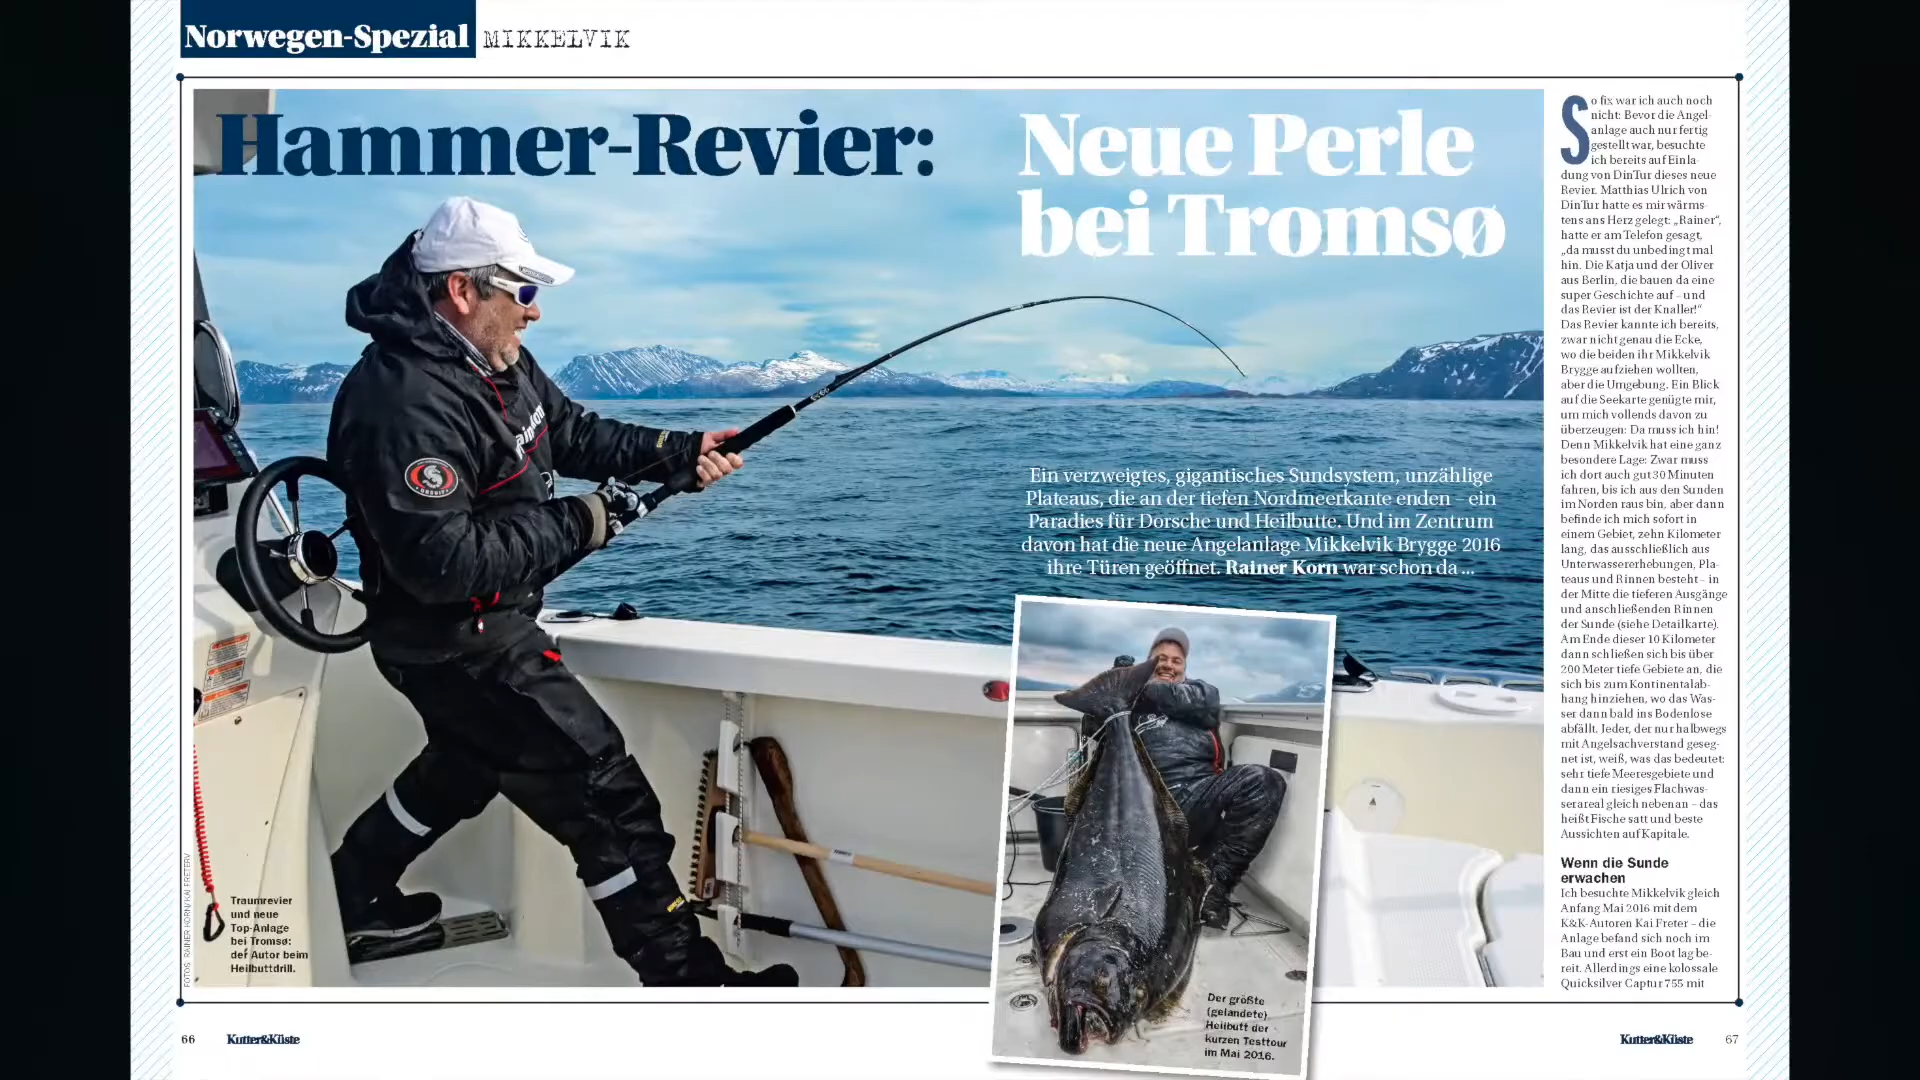 Norwegen-Spezial MIKKELVIK
Hammer-Revier:
Neue Perle
bei Tromsø
Ein verzweigtes, gigantisches Sundsystem, unzählige
Plateaus, die an der tiefen Nordmeerkante enden – ein
Paradies für Dorsche und Heilbutte. Und im Zentrum
davon hat die neue Angelanlage Mikkelvik Brygge 2016
ihre Türen geöffnet. Rainer Korn war schon da ...
Traumrevier
und neue
Top-Anlage
bei Tromsø:
der Autor beim
Heilbuttdrill.
FOTOS: RAINER KORN/KAI FRETERV
Der größte
(gelandete)
Heilbutt der
kurzen Testtour
im Mai 2016.
So fix war ich auch noch
nicht: Bevor die Angel-
anlage auch nur fertig
gestellt war, besuchte
ich bereits auf Einla-
dung von DinTur dieses neue
Revier. Matthias Ulrich von
DinTur hatte es mir wärms-
tens ans Herz gelegt: „Rainer“,
hatte er am Telefon gesagt,
„da musst du unbedingt mal
hin. Die Katja und der Oliver
aus Berlin, die bauen da eine
super Geschichte auf – und
das Revier ist der Knaller!“
Das Revier kannte ich bereits,
zwar nicht genau die Ecke,
wo die beiden ihr Mikkelvik
Brygge aufziehen wollten,
aber die Umgebung. Ein Blick
auf die Seekarte genügte mir,
um mich vollends davon zu
überzeugen: Da muss ich hin!
Denn Mikkelvik hat eine ganz
besondere Lage: Zwar muss
ich dort auch gut 30 Minuten
fahren, bis ich aus den Sunden
im Norden raus bin, aber dann
befinde ich mich sofort in
einem Gebiet, zehn Kilometer
lang, das ausschließlich aus
Unterwassererhebungen, Pla-
teaus und Rinnen besteht – in
der Mitte die tieferen Ausgänge
und anschließenden Rinnen
der Sunde (siehe Detailkarte).
Am Ende dieser 10 Kilometer
dann schließen sich bis über
200 Meter tiefe Gebiete an, die
sich bis zum Kontinentalab-
hang hinziehen, wo das Was-
ser dann bald ins Bodenlose
abfällt. Jeder, der nur halbwegs
mit Angelsachverstand geseg-
net ist, weiß, was das bedeutet:
sehr tiefe Meeresgebiete und
dann ein riesiges Flachwas-
serareal gleich nebenan – das
heißt Fische satt und beste
Aussichten auf Kapitale.
Wenn die Sunde
erwachen
Ich besuchte Mikkelvik gleich
Anfang Mai 2016 mit dem
K&K-Autoren Kai Freter – die
Anlage befand sich noch im
Bau und erst ein Boot lag be-
reit. Allerdings eine kolossale
Quicksilver Captur 755 mit
66 Kutter&Küste
Kutter&Küste 67